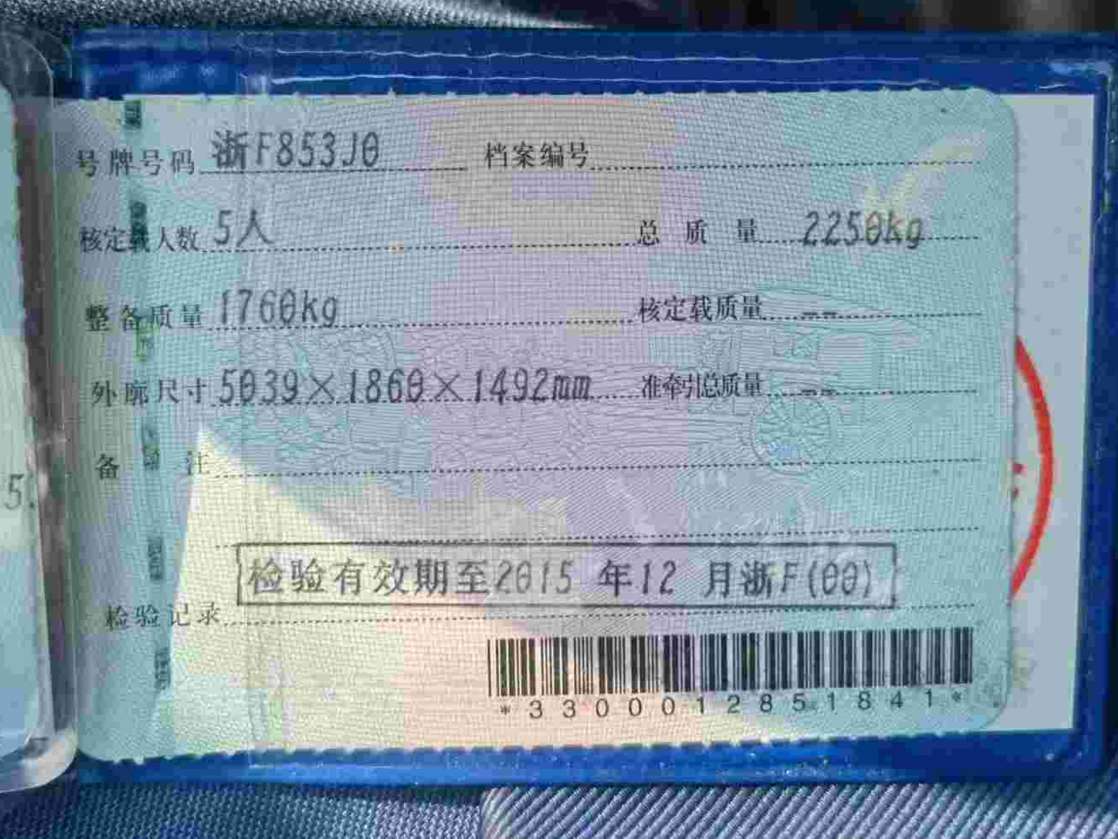 号牌号码 浙F853J0 档案编号
核定载人数 5人 总质量 2250kg
整备质量 1760kg 核定载质量 --
外廓尺寸 5039×1860×1492mm 准牵引总质量 --
备注
检验有效期至2015 年12 月浙F(00)
检验记录
*3300012851841*
5.